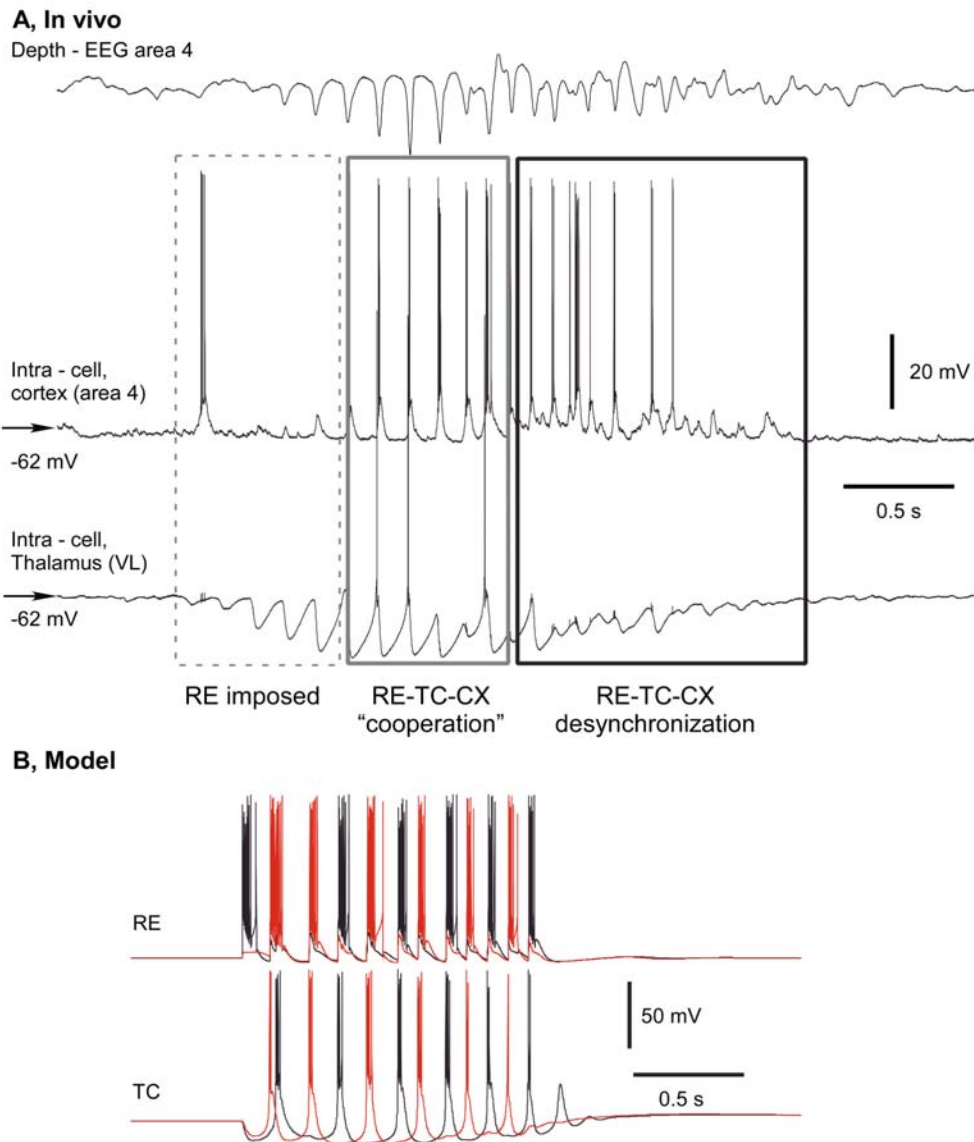 A, In vivo
Depth - EEG area 4
Intra - cell,
cortex (area 4)
-62 mV
20 mV
0.5 s
Intra - cell,
Thalamus (VL)
-62 mV
RE imposed
RE-TC-CX
“cooperation”
RE-TC-CX
desynchronization
B, Model
RE
50 mV
TC
0.5 s